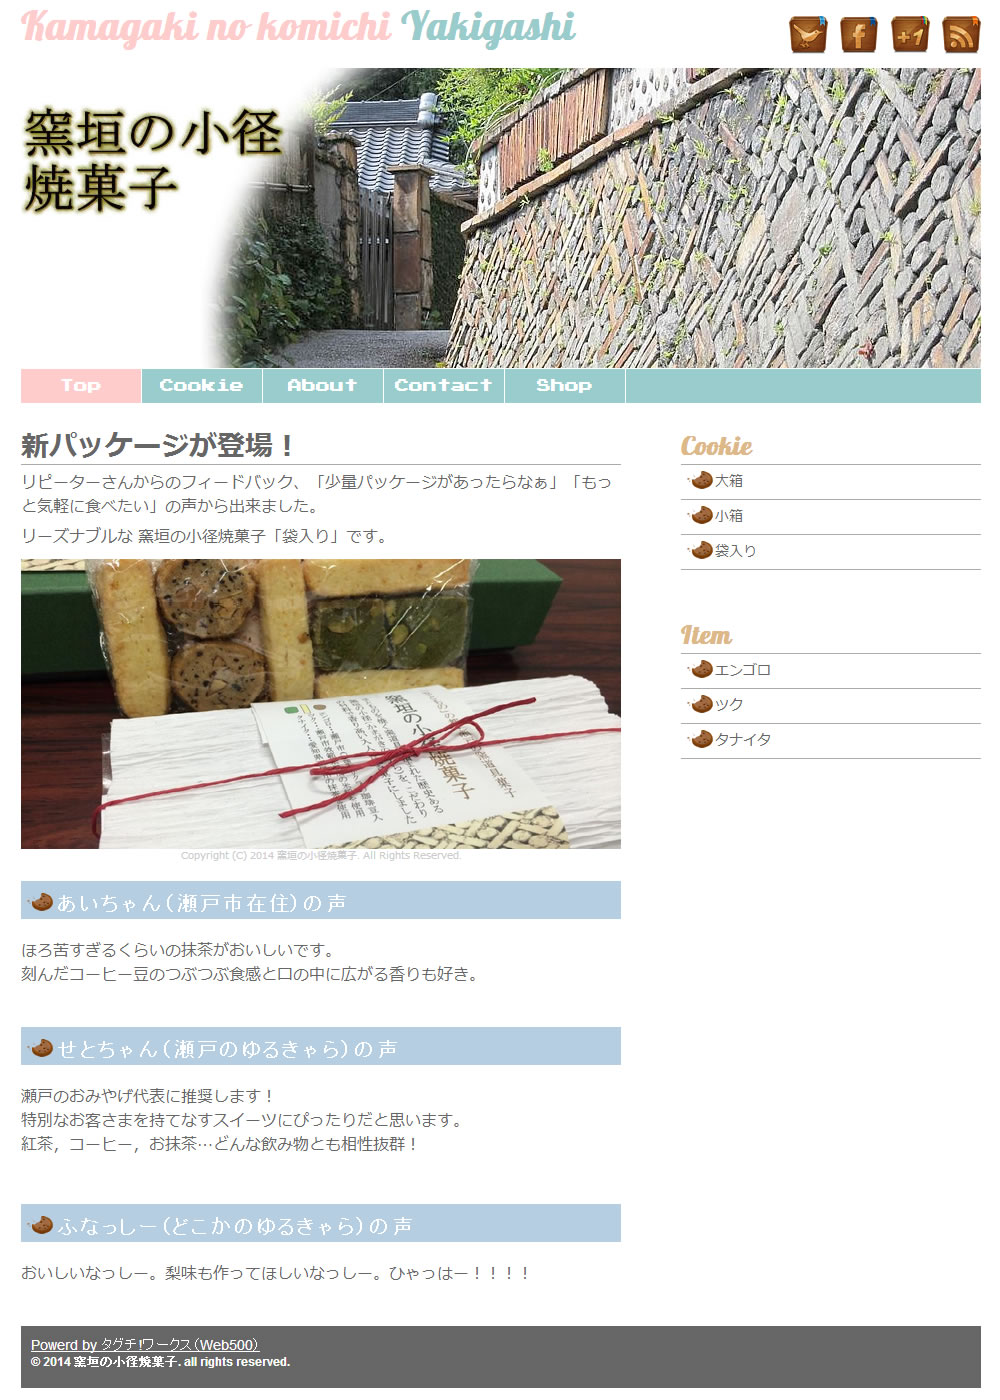 Kamagaki no komichi Yakigashi
+1
窯垣の小径
焼菓子
Top Cookie About Contact Shop
新パッケージが登場！
リピーターさんからのフィードバック、「少量パッケージがあったらなぁ」「もっ
と気軽に食べたい」の声から出来ました。
リーズナブルな 窯垣の小径焼菓子「袋入り」です。
窯垣の小径焼菓子
Copyright (C) 2014 窯垣の小径焼菓子. All Rights Reserved.
あいちゃん（瀬戸市在住）の声
ほろ苦すぎるくらいの抹茶がおいしいです。
刻んだコーヒー豆のつぶつぶ食感と口の中に広がる香りも好き。
せとちゃん（瀬戸のゆるきゃら）の声
瀬戸のおみやげ代表に推奨します！
特別なお客さまを持てなすスイーツにぴったりだと思います。
紅茶，コーヒー，お抹茶…どんな飲み物とも相性抜群！
ふなっしー（どこかのゆるきゃら）の声
おいしいなっしー。梨味も作ってほしいなっしー。ひゃっはー！！！！
Cookie
大箱
小箱
袋入り
Item
エンゴロ
ツク
タナイタ
Powerd by タグチ!ワークス（Web500）
© 2014 窯垣の小径焼菓子. all rights reserved.